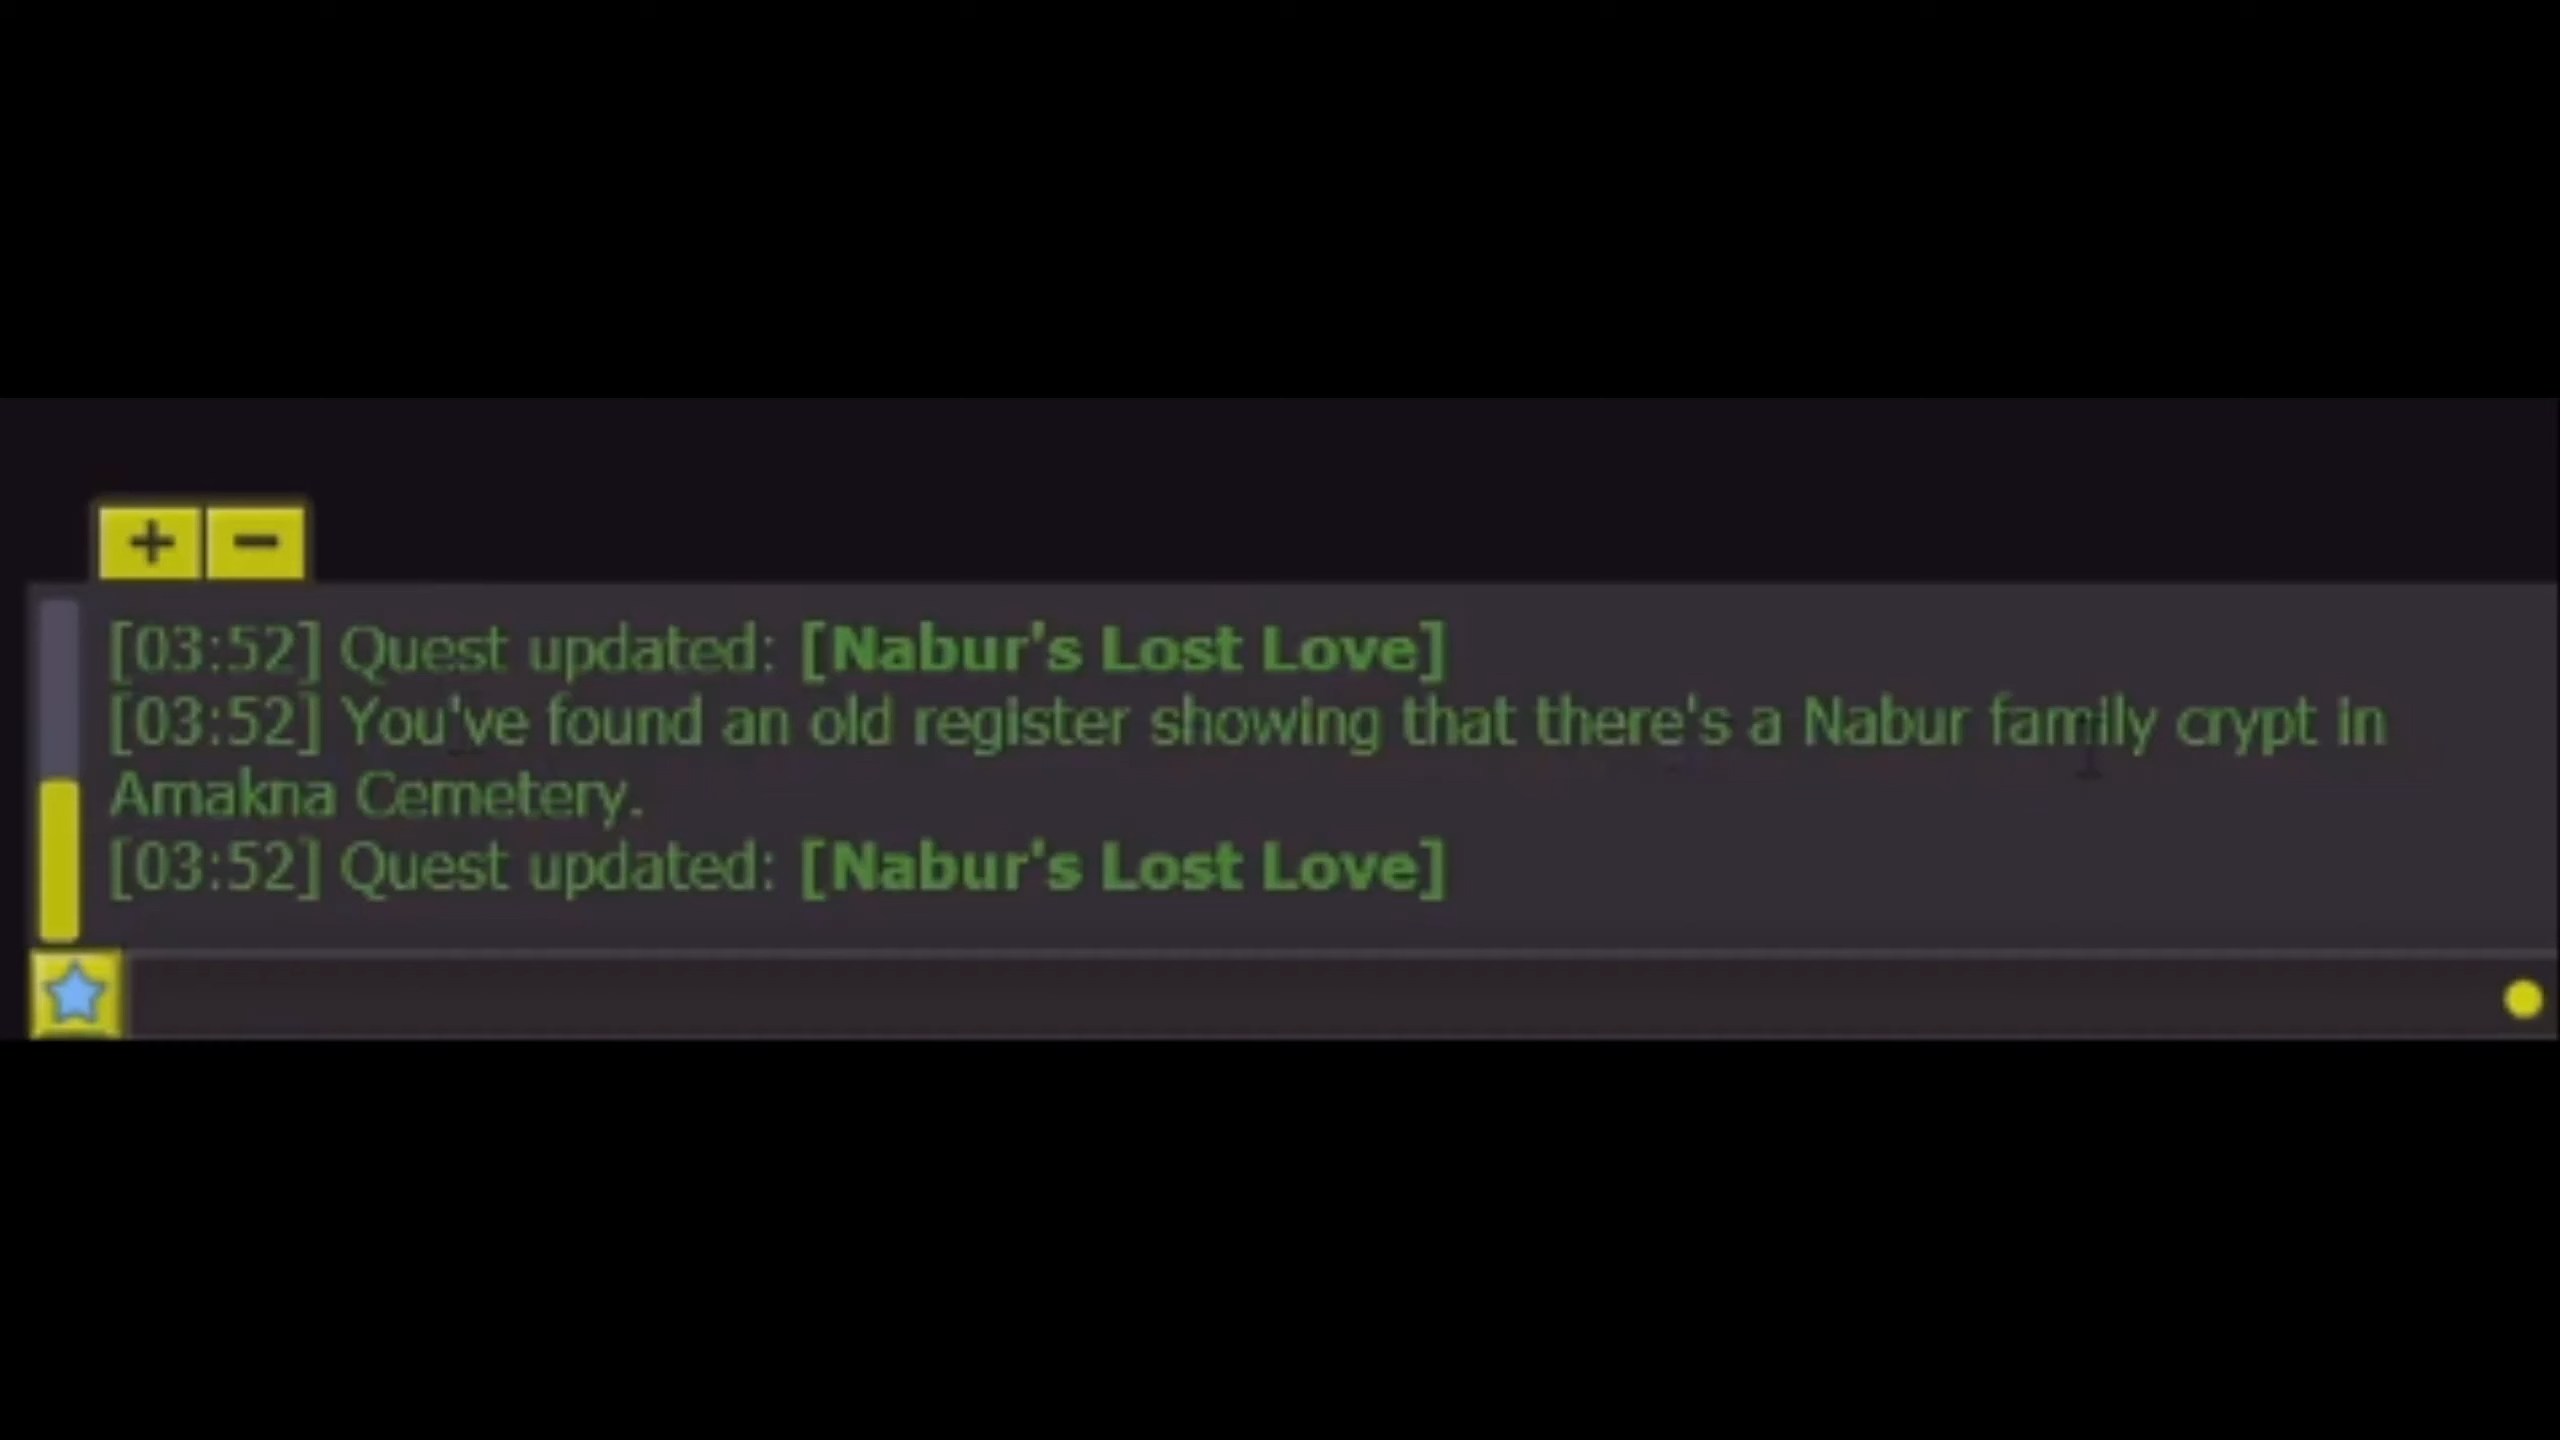 + −
[03:52] Quest updated: [Nabur's Lost Love]
[03:52] You've found an old register showing that there's a Nabur family crypt in
Amakna Cemetery.
[03:52] Quest updated: [Nabur's Lost Love]